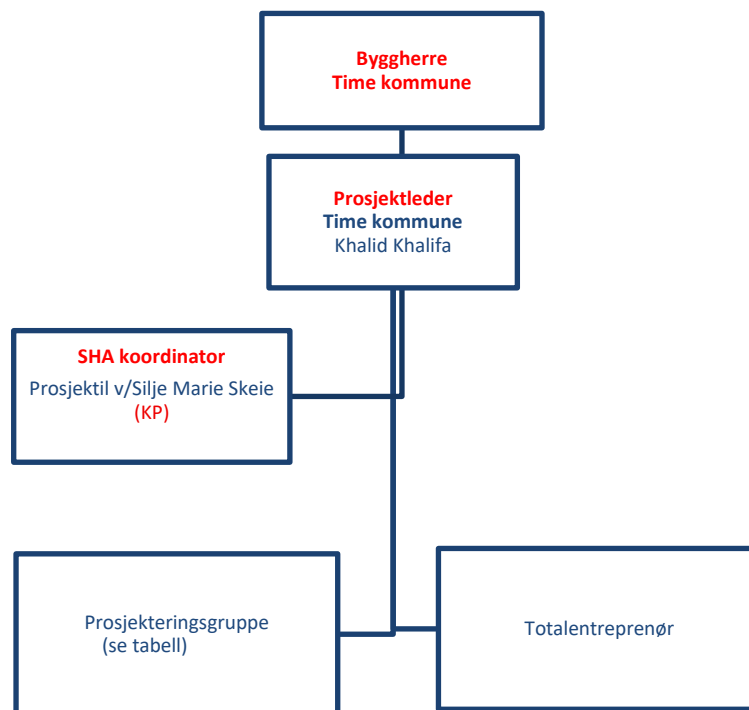 Byggherre
Time kommune
Prosjektleder
Time kommune
Khalid Khalifa
SHA koordinator
Prosjektil v/Silje Marie Skeie
(KP)
Prosjekteringsgruppe
(se tabell)
Totalentreprenør